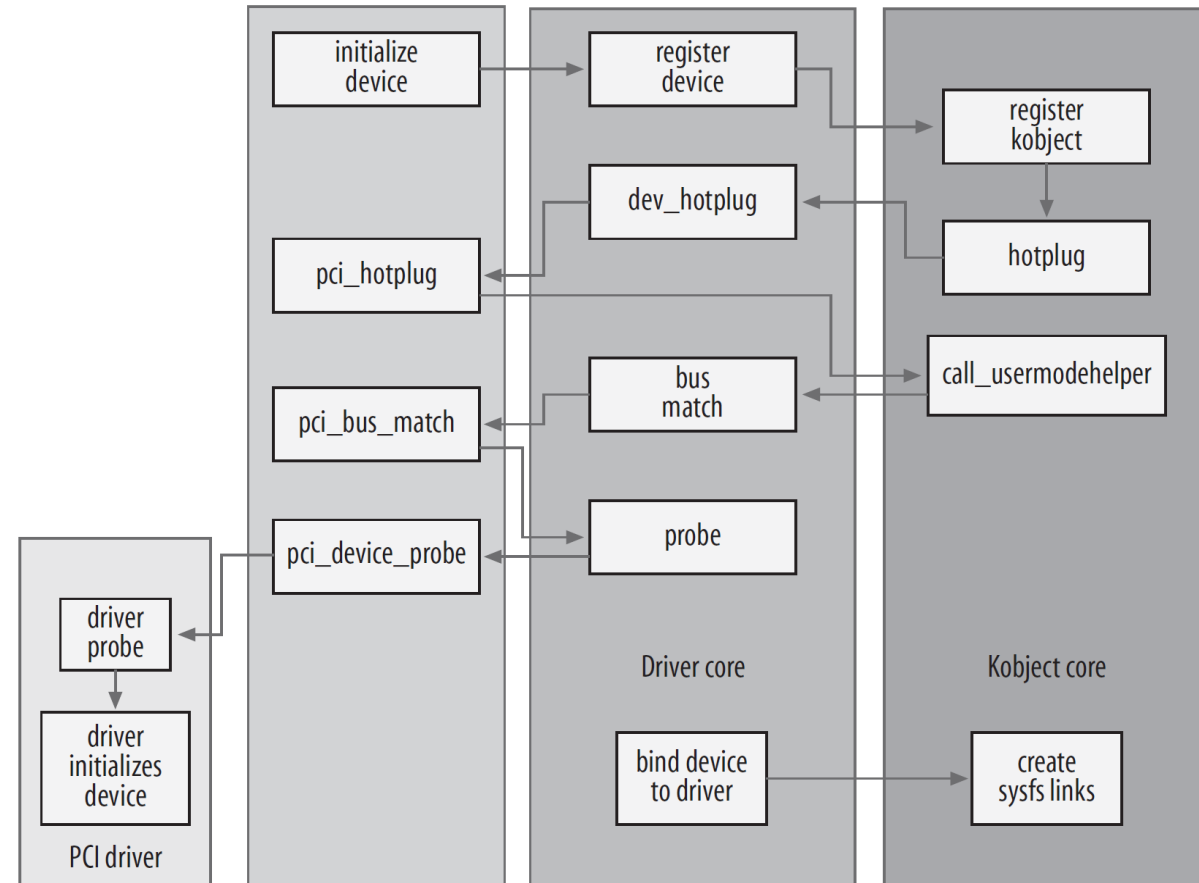 initialize
device
register
device
register
kobject
dev_hotplug
hotplug
pci_hotplug
call_usermodehelper
bus
match
pci_bus_match
probe
pci_device_probe
driver
probe
Driver core
Kobject core
driver
initializes
device
bind device
to driver
create
sysfs links
PCI driver